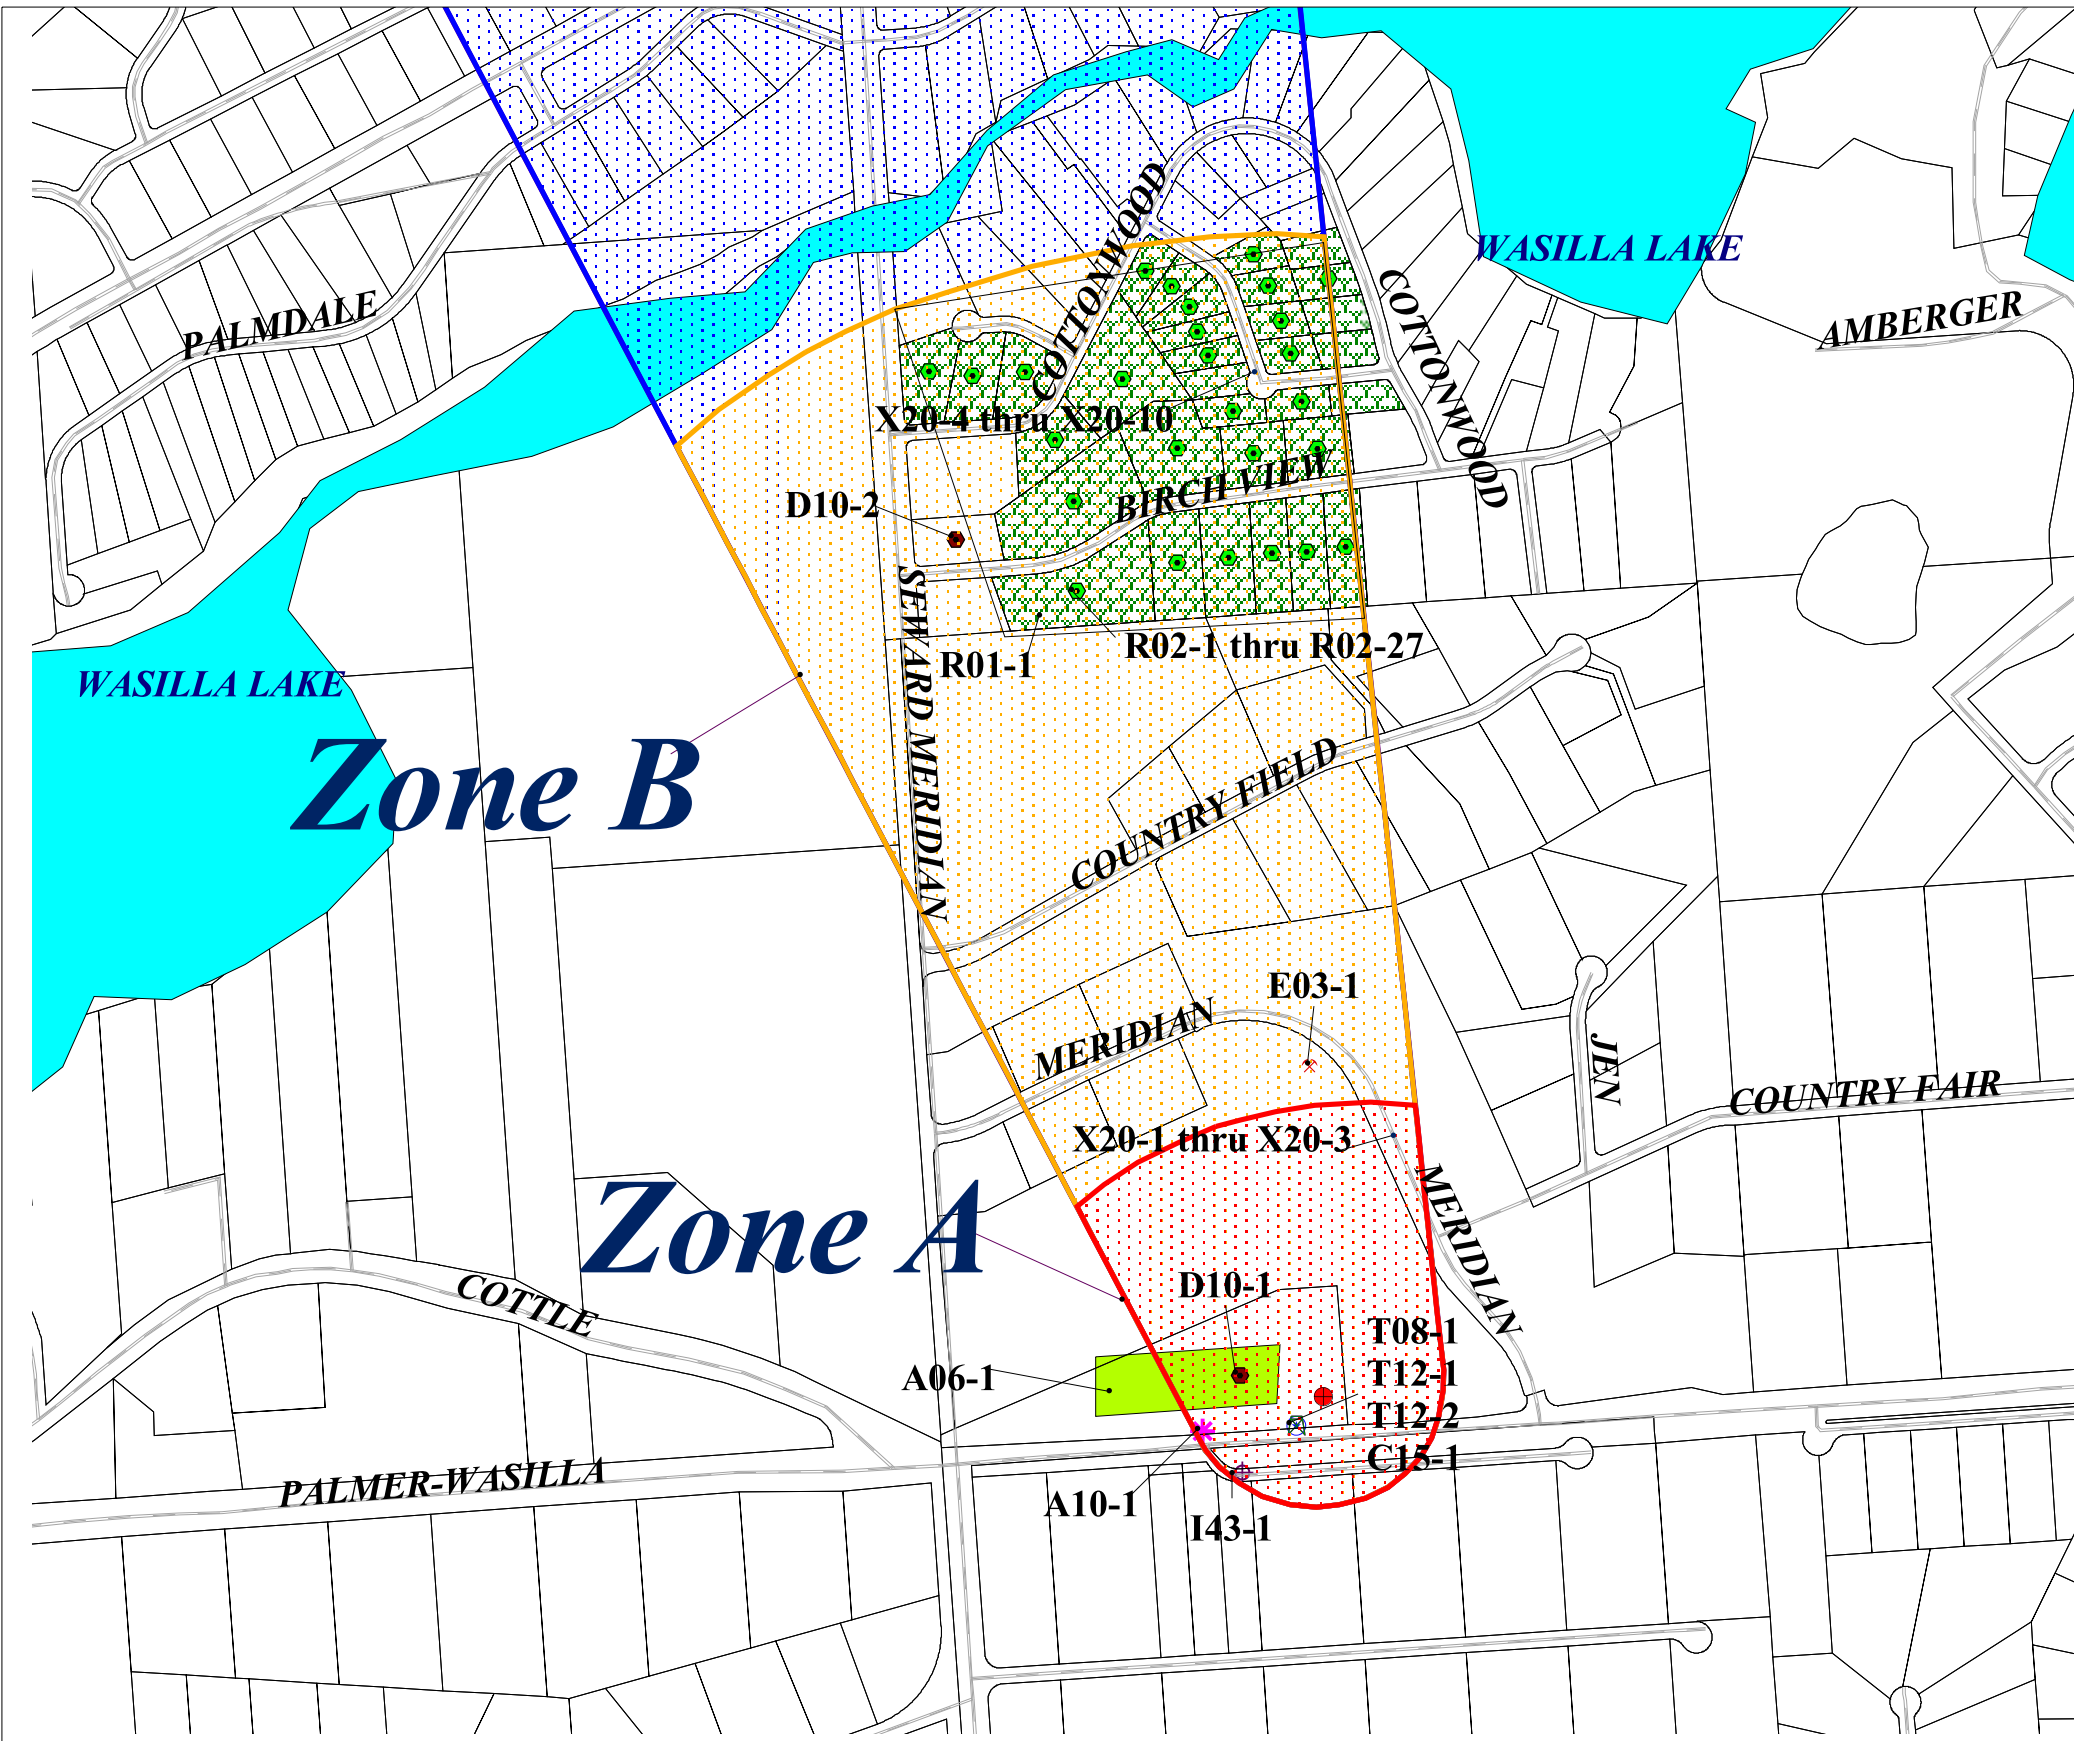 COTTONWOOD
WASILLA LAKE
PALMDALE
COTTONWOOD
AMBERGER
X20-4 thru X20-10
BIRCH VIEW
D10-2
R02-1 thru R02-27
R01-1
WASILLA LAKE
SEWARD MERIDIAN
Zone B
COUNTRY FIELD
E03-1
MERIDIAN
JEN
COUNTRY FAIR
X20-1 thru X20-3
MERIDIAN
Zone A
D10-1
COTTLE
T08-1
T12-1
A06-1
T12-2
C15-1
PALMER-WASILLA
A10-1
I43-1